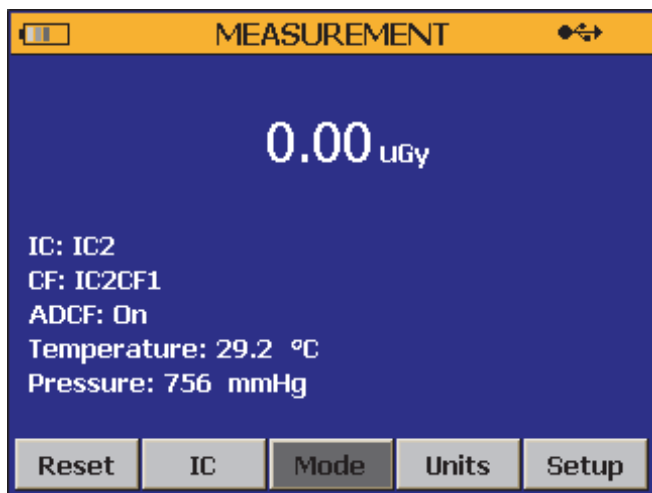 MEASUREMENT
0.00 uGy
IC: IC2
CF: IC2CF1
ADCF: On
Temperature: 29.2 ºC
Pressure: 756 mmHg
Reset IC Mode Units Setup